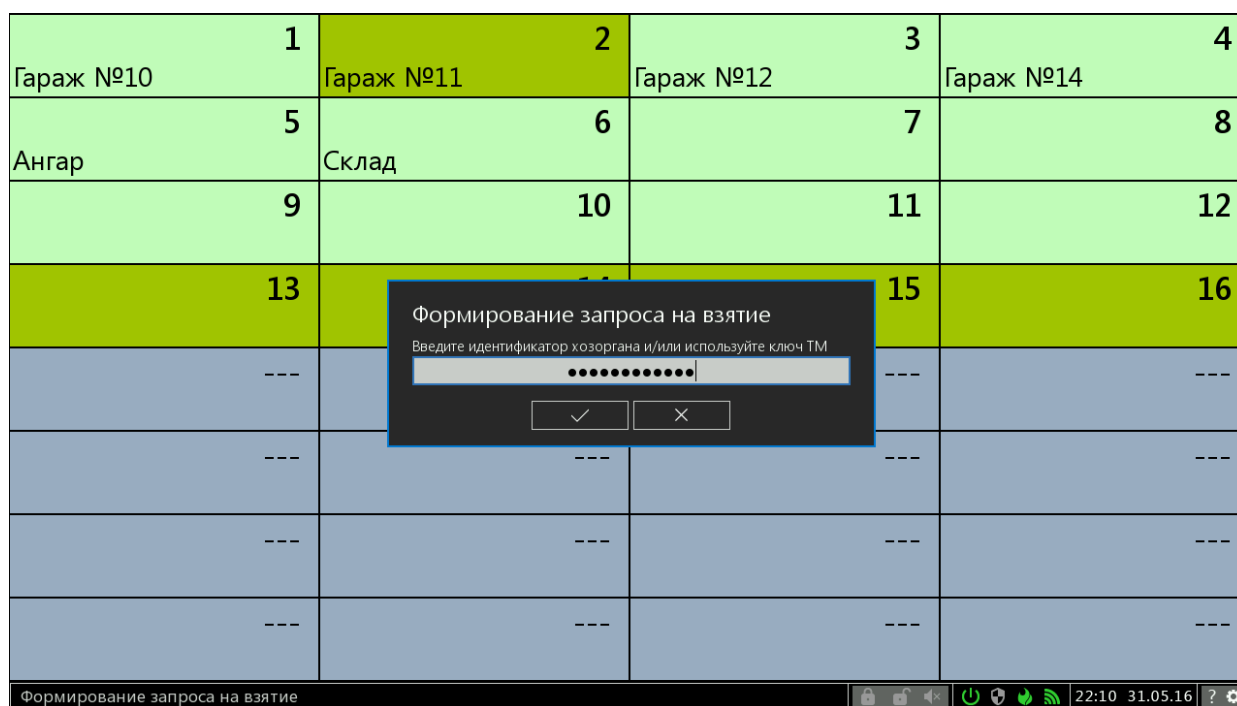 1 2 3 4
Гараж №10 Гараж №11 Гараж №12 Гараж №14
5 6 7 8
Ангар Склад
9 10 11 12
13 15 16
Формирование запроса на взятие
Введите идентификатор хозоргана и/или используйте ключ ТМ
••••••••••••
--- --- ---
--- --- --- ---
--- --- --- ---
--- --- --- ---
Формирование запроса на взятие 22:10 31.05.16 ?